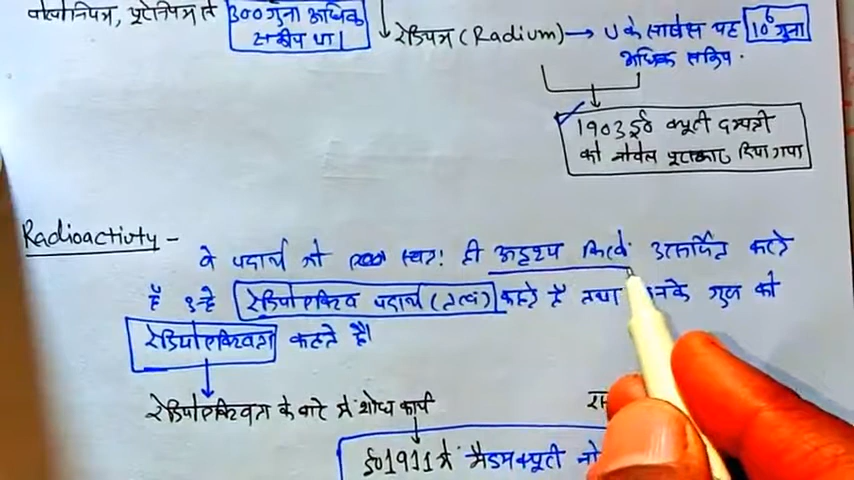 पोलोनियम, यूरेनियम से 300 गुना अधिक
सक्रीय था।
रेडियम (Radium) → U के सापेक्ष यह 10⁶ गुना
अधिक सक्रिय.
1903 ई० क्यूरी दम्पत्ती
को नोवेल पुरस्कार दिया गया
Radioactivty -
वे पदार्थ जो स्वतः ही अदृश्य किरणें उत्सर्जित करते
है इन्हे रेडियोएक्टिव पदार्थ (तत्व) कहते है तथा इनके गुण को
रेडियोएक्टिवता कहते है।
रेडियोएक्टिवता के बारे में शोध कार्य
ई० 1911 में मैडम क्यूरी नो